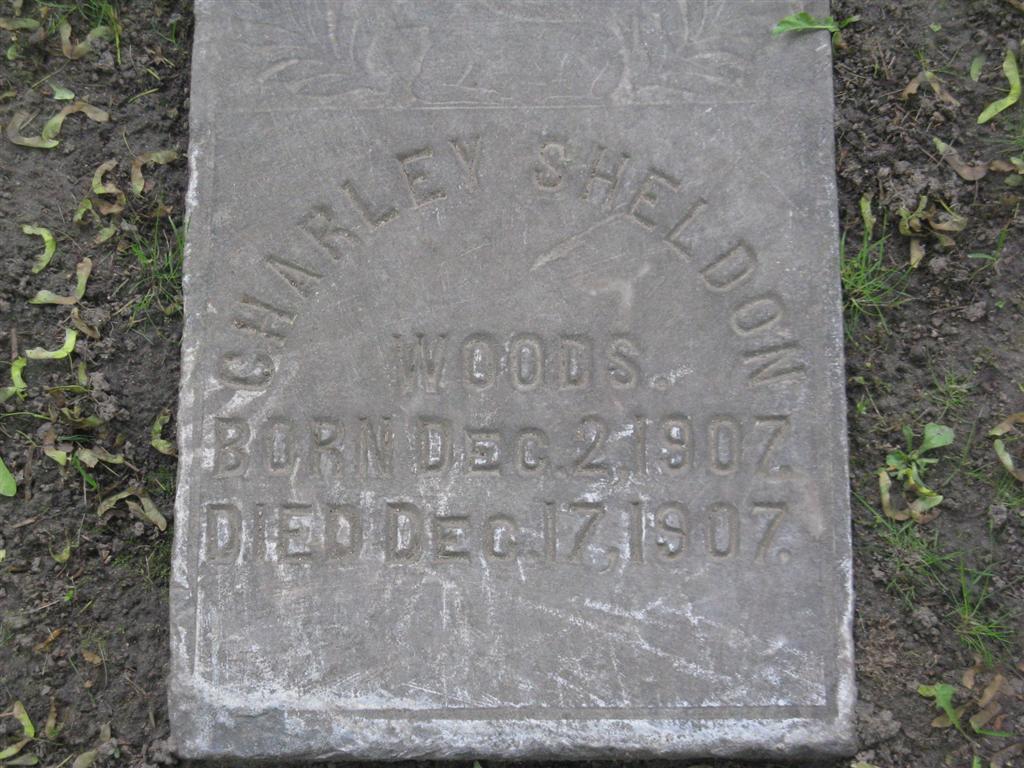 CHARLEY SHELDON
WOODS.
BORN DEC. 2, 1907.
DIED DEC. 17, 1907.